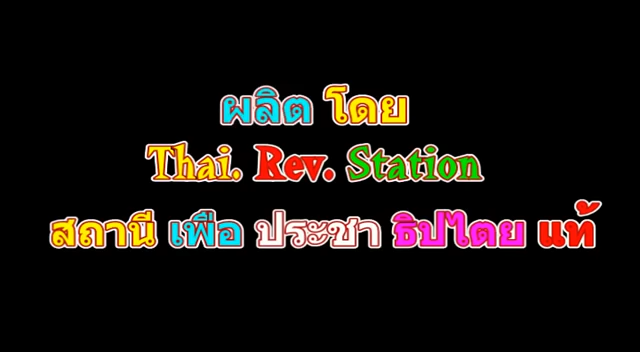 ผลิต โดย
Thai. Rev. Station
สถานี เพื่อ ประชา ธิปไตย แท้